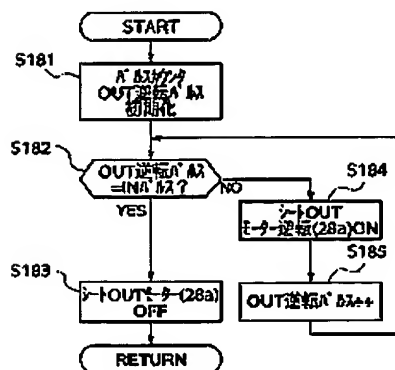 START
S181
パルスカウンタ
OUT逆転パルス
初期化
S182
OUT逆転パルス
=INパルス?
NO
YES
S184
シートOUT
モーター逆転(28a)ON
S183
シートOUTモーター(28a)
OFF
S185
OUT逆転パルス++
RETURN